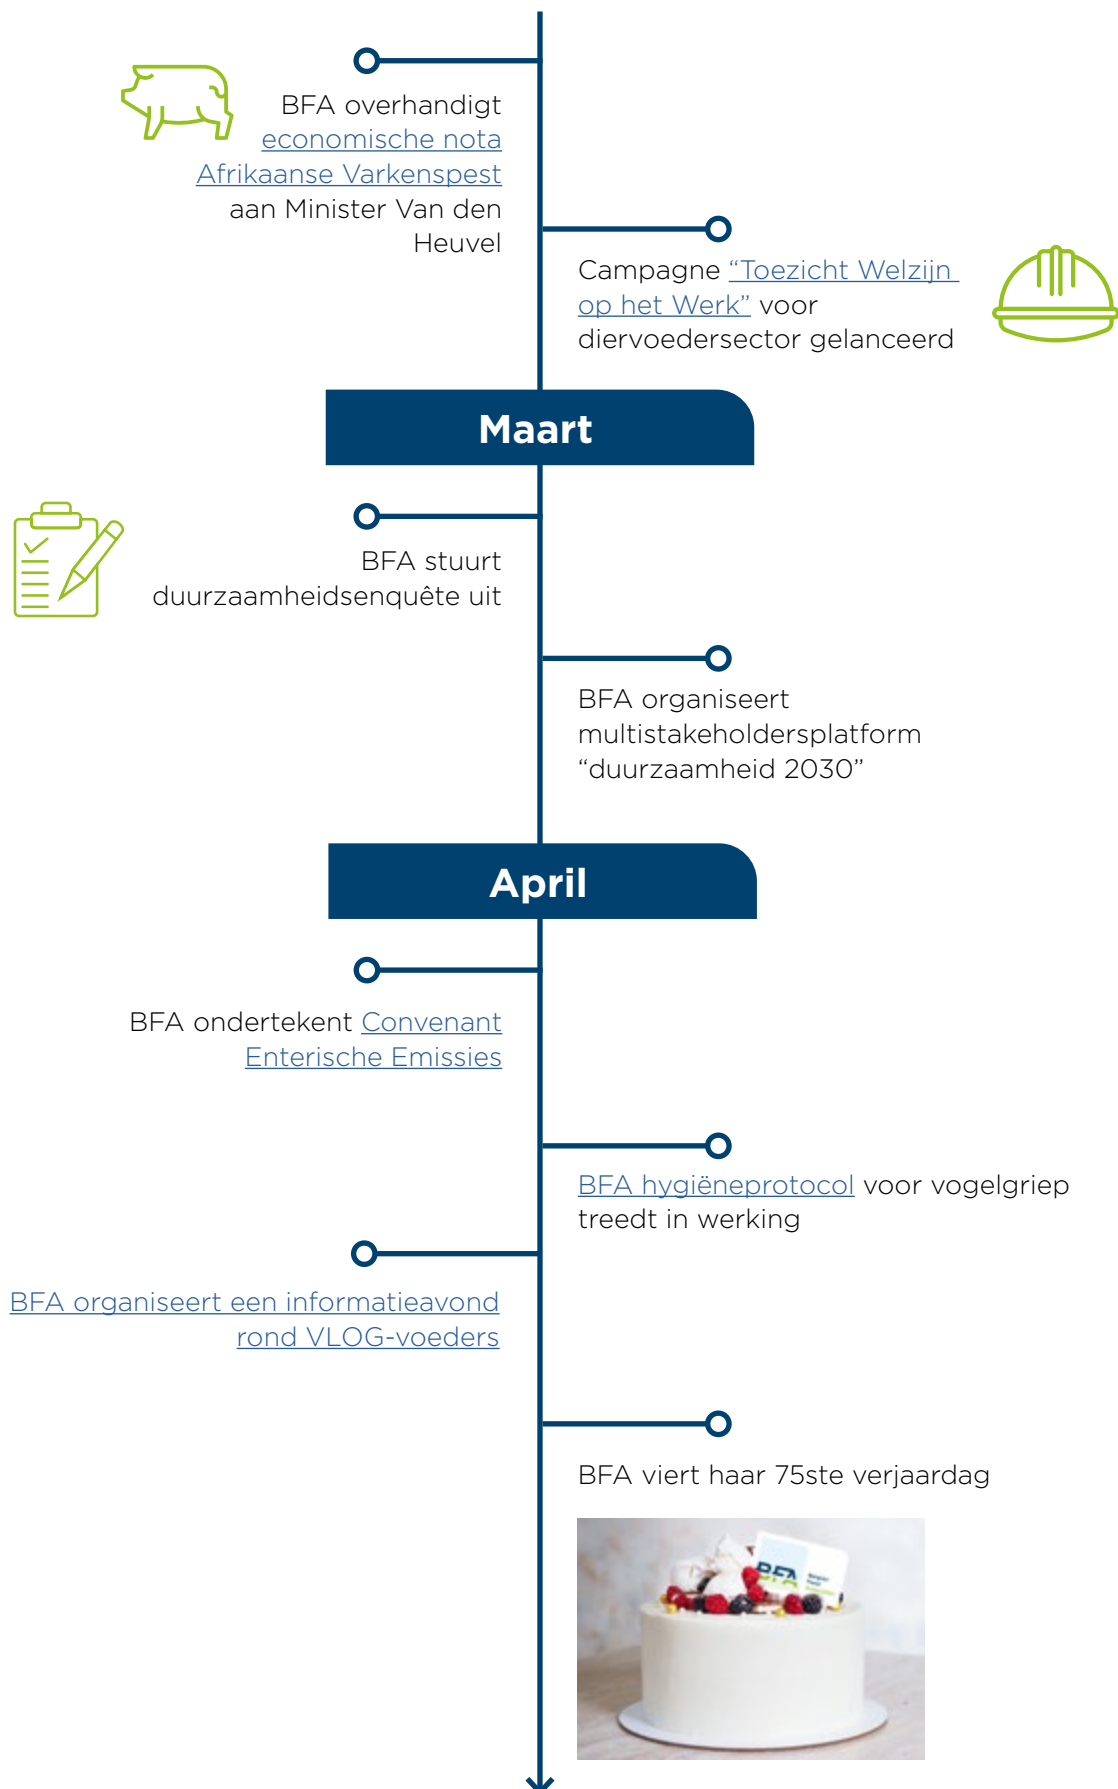 BFA overhandigt
economische nota
Afrikaanse Varkenspest
aan Minister Van den
Heuvel
Campagne “Toezicht Welzijn
op het Werk” voor
diervoedersector gelanceerd
Maart
BFA stuurt
duurzaamheidsenquête uit
BFA organiseert
multistakeholdersplatform
“duurzaamheid 2030”
April
BFA ondertekent Convenant
Enterische Emissies
BFA hygiëneprotocol voor vogelgriep
treedt in werking
BFA organiseert een informatieavond
rond VLOG-voeders
BFA viert haar 75ste verjaardag
BFA